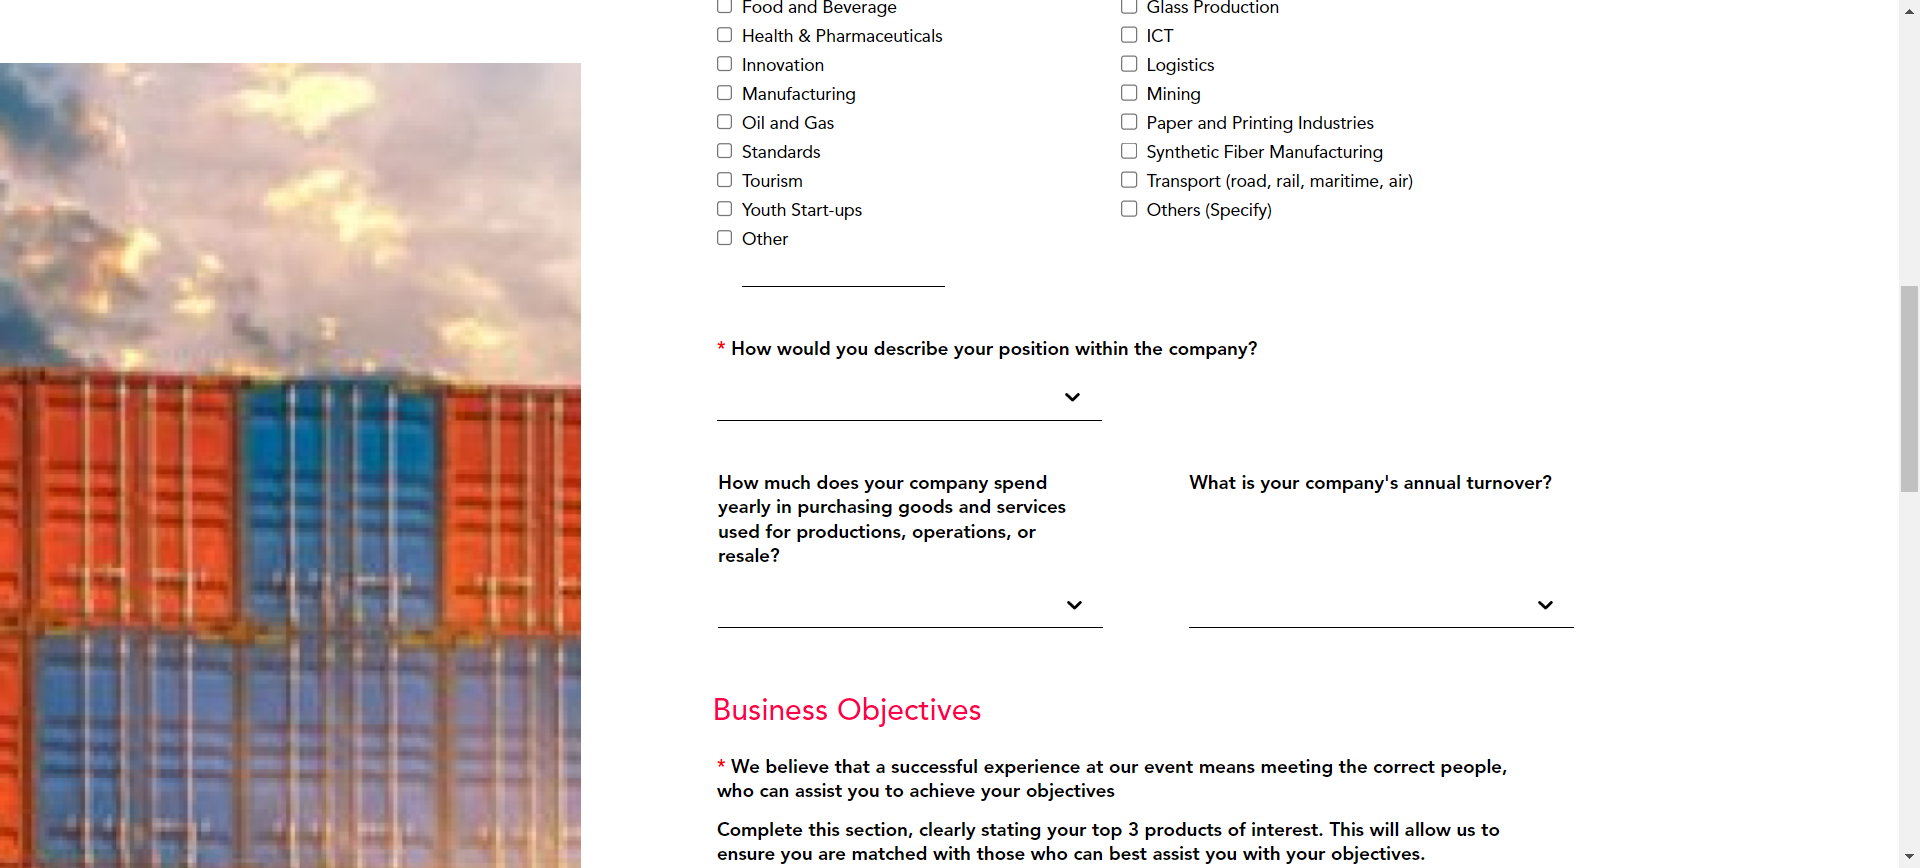 Food and Beverage
Glass Production
Health & Pharmaceuticals
ICT
Innovation
Logistics
Manufacturing
Mining
Oil and Gas
Paper and Printing Industries
Standards
Synthetic Fiber Manufacturing
Tourism
Transport (road, rail, maritime, air)
Youth Start-ups
Others (Specify)
Other
* How would you describe your position within the company?
How much does your company spend
yearly in purchasing goods and services
used for productions, operations, or
resale?
What is your company's annual turnover?
Business Objectives
* We believe that a successful experience at our event means meeting the correct people,
who can assist you to achieve your objectives
Complete this section, clearly stating your top 3 products of interest. This will allow us to
ensure you are matched with those who can best assist you with your objectives.